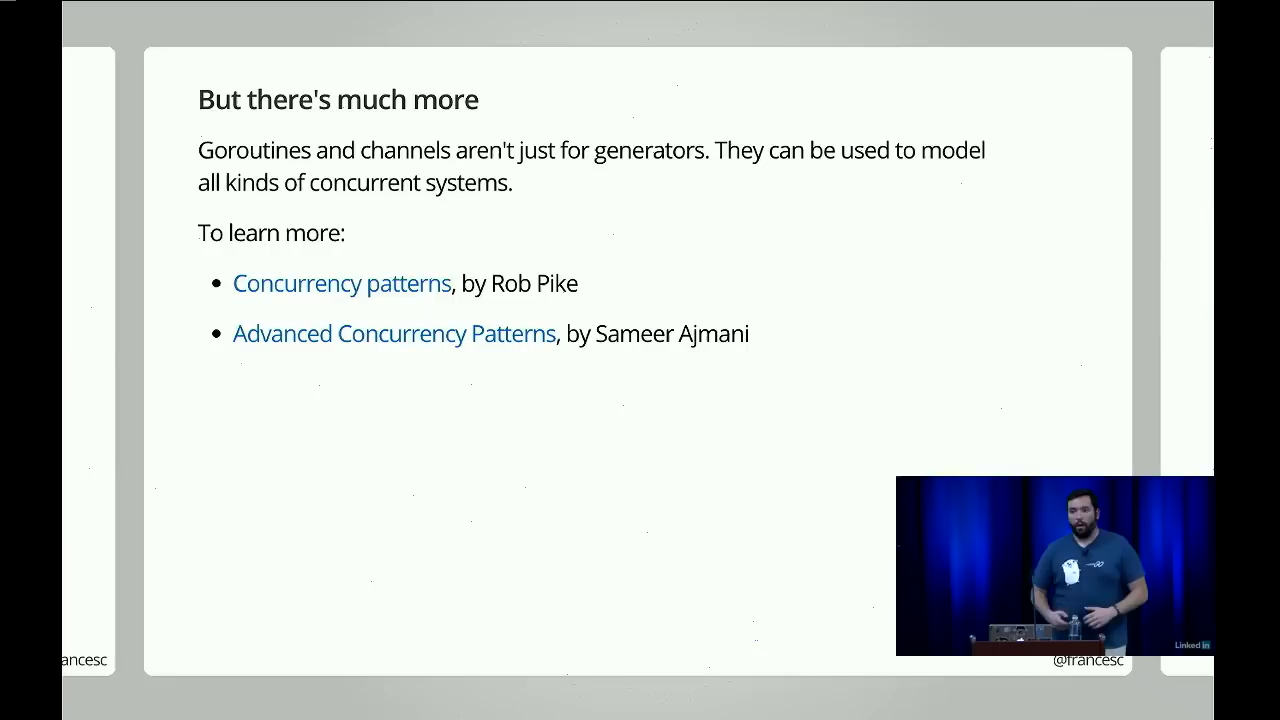 But there's much more
Goroutines and channels aren't just for generators. They can be used to model
all kinds of concurrent systems.
To learn more:
Concurrency patterns, by Rob Pike
Advanced Concurrency Patterns, by Sameer Ajmani
GO
Linked in
ancesc
@francesc